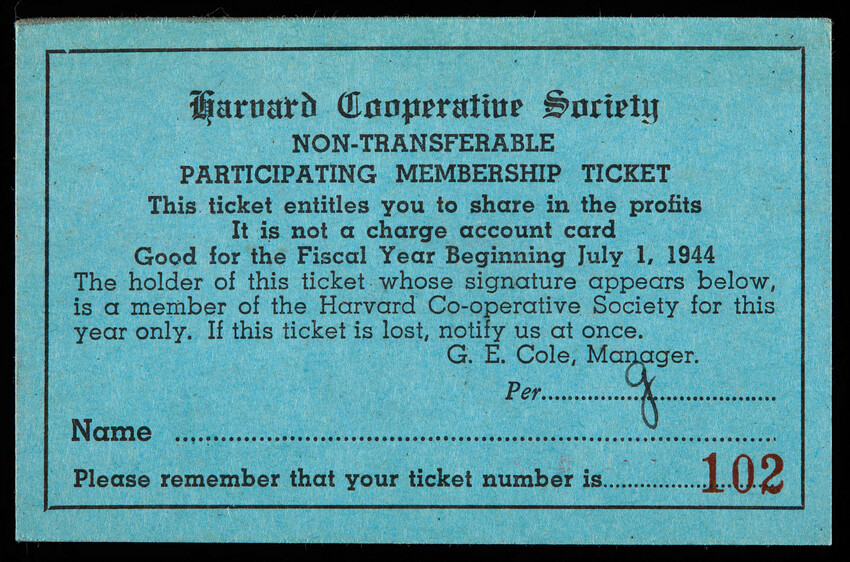 Harvard Cooperative Society
NON-TRANSFERABLE
PARTICIPATING MEMBERSHIP TICKET
This ticket entitles you to share in the profits
It is not a charge account card
Good for the Fiscal Year Beginning July 1, 1944
The holder of this ticket whose signature appears below,
is a member of the Harvard Co-operative Society for this
year only. If this ticket is lost, notify us at once.
G. E. Cole, Manager.
Per.......g.......
Name ..............
Please remember that your ticket number is.......102